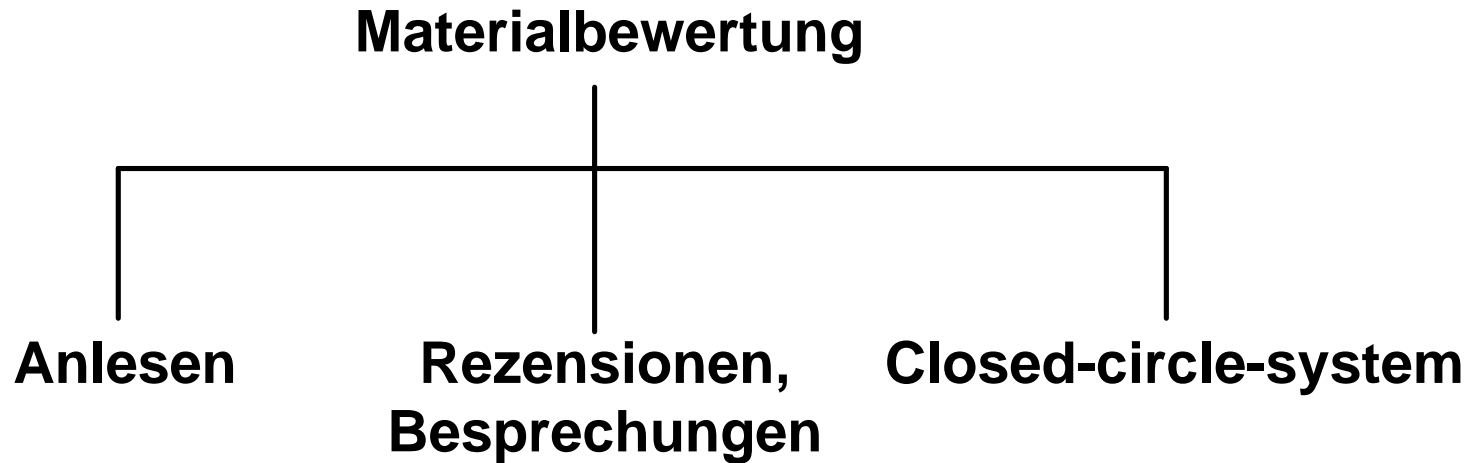 Materialbewertung
Anlesen
Rezensionen,
Besprechungen
Closed-circle-system